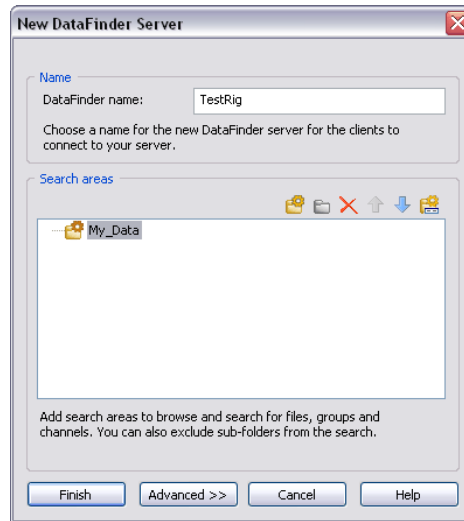 New DataFinder Server
Name
DataFinder name:
TestRig
Choose a name for the new DataFinder server for the clients to
connect to your server.
Search areas
My_Data
Add search areas to browse and search for files, groups and
channels. You can also exclude sub-folders from the search.
Finish
Advanced >>
Cancel
Help